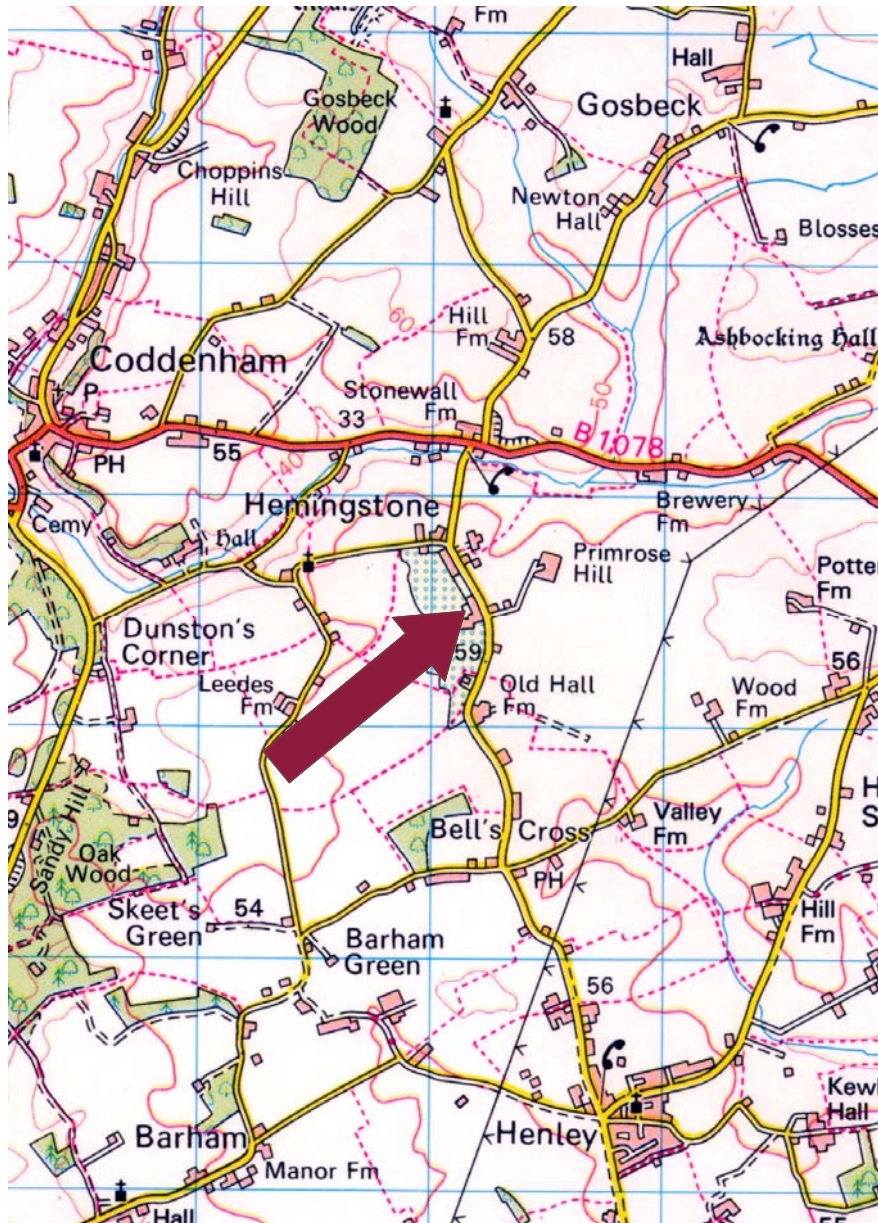 Fm
Hall
Gosbeck
Gosbeck
Wood
Choppins
Hill
Newton
Hall
Blosses
60
Hill
Fm
58
Ashbocking Hall
Coddenham
50
Stonewall
Fm
P
33
B 1078
PH
55
40
Hemingstone
Brewery
Fm
Cemy
Hall
Primrose
Hill
Potter
Fm
Dunston's
Corner
59
56
Leedes
Fm
Old Hall
Fm
Wood
Fm
9
Sandy Hill
Bell's Cross
Valley
Fm
H
S
Oak
Wood
PH
Skeet's
Green
54
Hill
Fm
Barham
Green
56
Kewl
Hall
Barham
Henley
Manor Fm
Hall
55